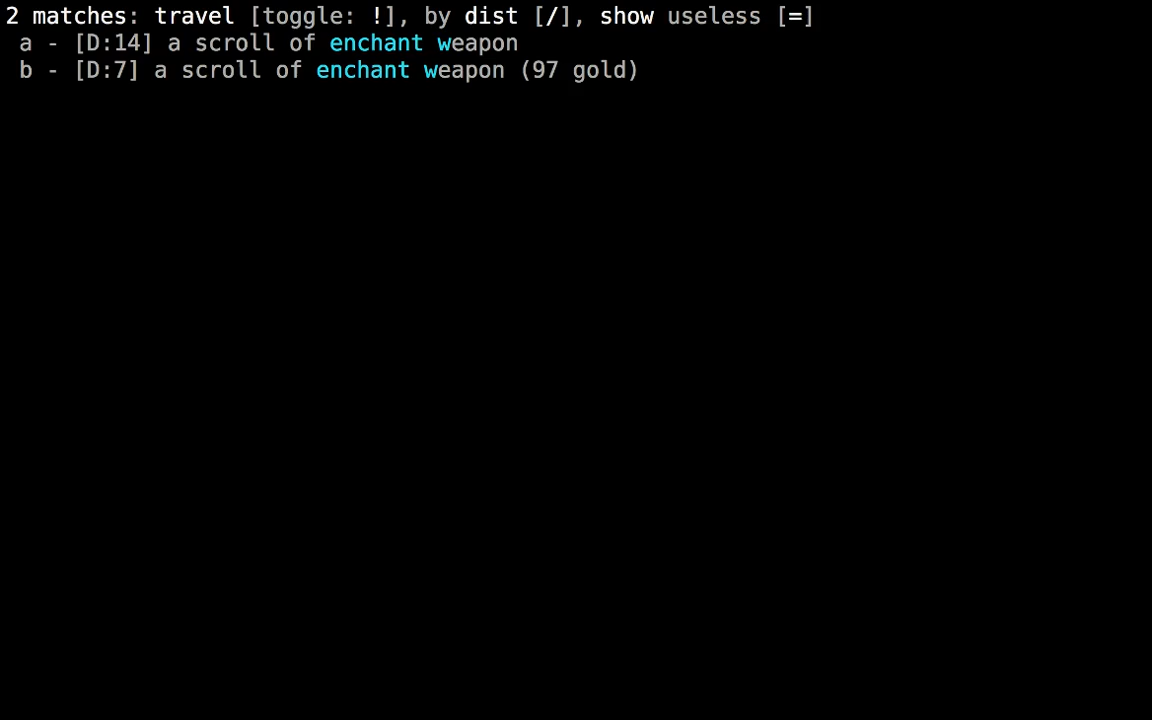 2 matches: travel [toggle: !], by dist [/], show useless [=]
a - [D:14] a scroll of enchant weapon
b - [D:7] a scroll of enchant weapon (97 gold)